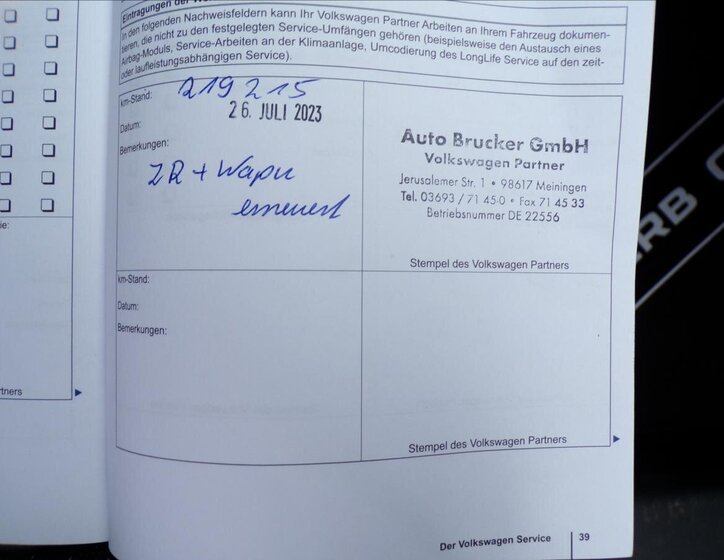 In den folgenden Nachweisfeldern kann Ihr Volkswagen Partner Arbeiten an Ihrem Fahrzeug dokumen-
tieren, die nicht zu den festgelegten Service-Umfängen gehören (beispielsweise den Austausch eines
Airbag-Moduls, Service-Arbeiten an der Klimaanlage, Umcodierung des LongLife Service auf den zeit-
oder laufleistungsabhängigen Service).
km-Stand: 219 215
26. JULI 2023
Datum:
Bemerkungen:
ZR + Wapu
erneuert
Auto Brucker GmbH
Volkswagen Partner
Jerusalemer Str. 1 • 98617 Meiningen
Tel. 03693 / 71 45-0 • Fax 71 45 33
Betriebsnummer DE 22556
Stempel des Volkswagen Partners
km-Stand:
Datum:
Bemerkungen:
Stempel des Volkswagen Partners
Der Volkswagen Service
39